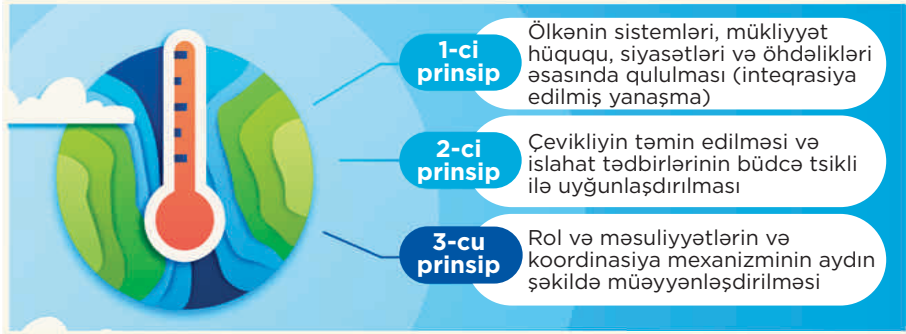 1-ci
prinsip
Ölkənin sistemləri, mükliyyət
hüququ, siyasətləri və öhdəlikləri
əsasında qululması (inteqrasiya
edilmiş yanaşma)
2-ci
prinsip
Çevikliyin təmin edilməsi və
islahat tədbirlərinin büdcə tsikli
ilə uyğunlaşdırılması
3-cu
prinsip
Rol və məsuliyyətlərin və
koordinasiya mexanizminin aydın
şəkildə müəyyənləşdirilməsi